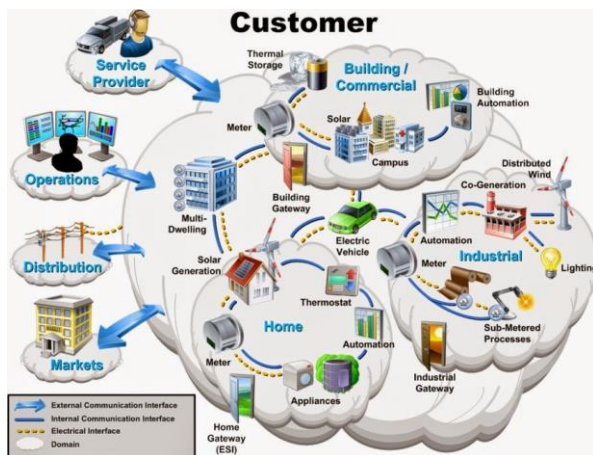 Customer
Service
Provider
Operations
Distribution
Markets
Thermal
Storage
Building /
Commercial
Meter
Solar
Campus
Building
Automation
Multi-
Dwelling
Building
Gateway
Electric
Vehicle
Distributed
Wind
Co-Generation
Automation
Meter
Industrial
Lighting
Sub-Metered
Processes
Industrial
Gateway
Solar
Generation
Thermostat
Home
Meter
Automation
Appliances
Home
Gateway
(ESI)
External Communication Interface
Internal Communication Interface
Electrical Interface
Domain